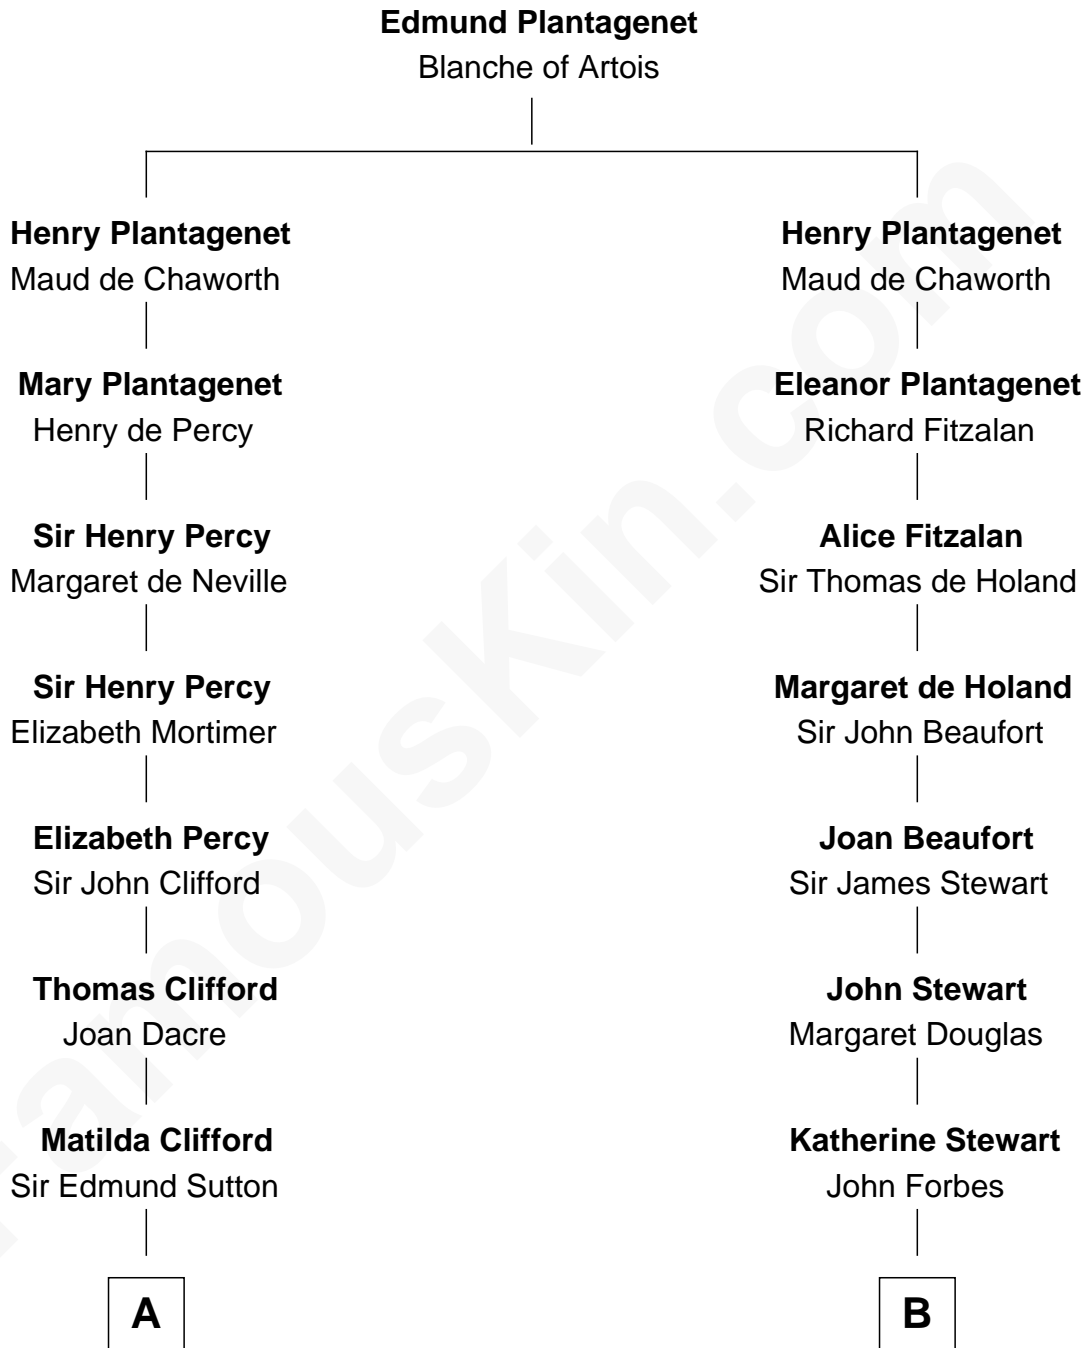 Edmund Plantagenet
Blanche of Artois
Henry Plantagenet
Maud de Chaworth
Mary Plantagenet
Henry de Percy
Sir Henry Percy
Margaret de Neville
Sir Henry Percy
Elizabeth Mortimer
Elizabeth Percy
Sir John Clifford
Thomas Clifford
Joan Dacre
Matilda Clifford
Sir Edmund Sutton
A
Henry Plantagenet
Maud de Chaworth
Eleanor Plantagenet
Richard Fitzalan
Alice Fitzalan
Sir Thomas de Holand
Margaret de Holand
Sir John Beaufort
Joan Beaufort
Sir James Stewart
John Stewart
Margaret Douglas
Katherine Stewart
John Forbes
B
FamousKin.com